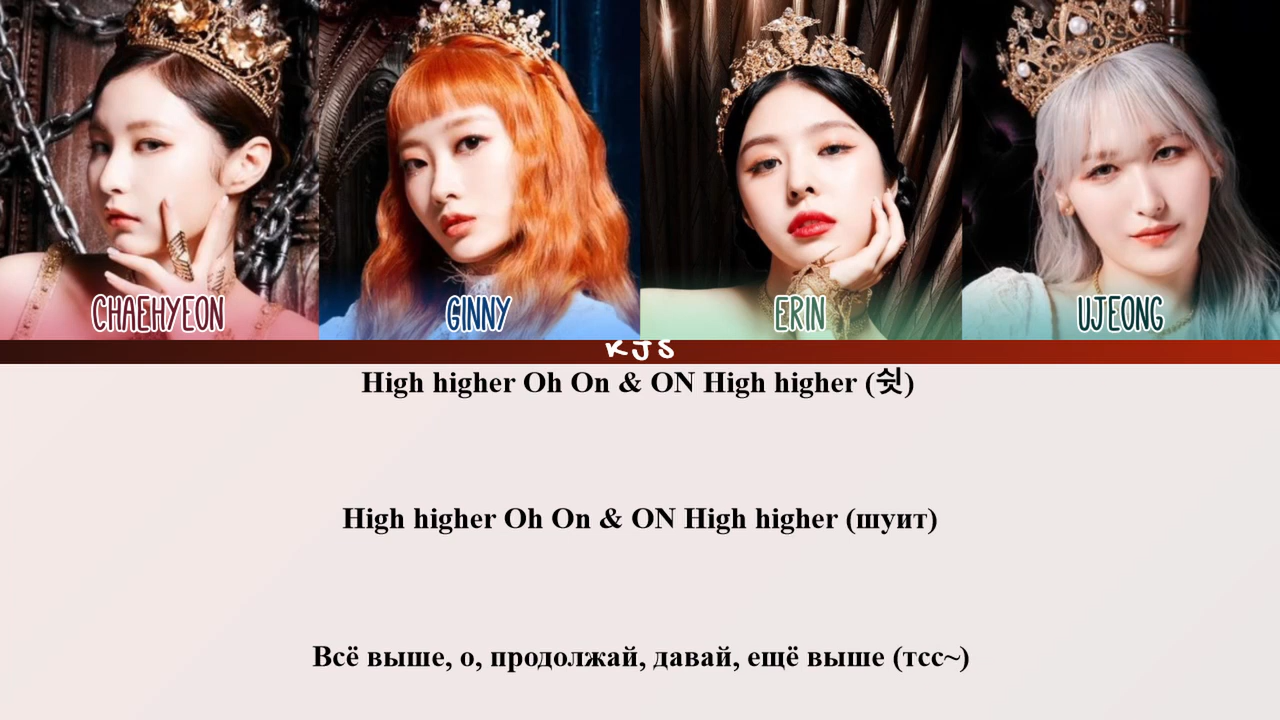 CHAEHYEON GINNY ERIN UJEONG
KJS
High higher Oh On & ON High higher (쉿)
High higher Oh On & ON High higher (шуит)
Всё выше, о, продолжай, давай, ещё выше (тсс~)